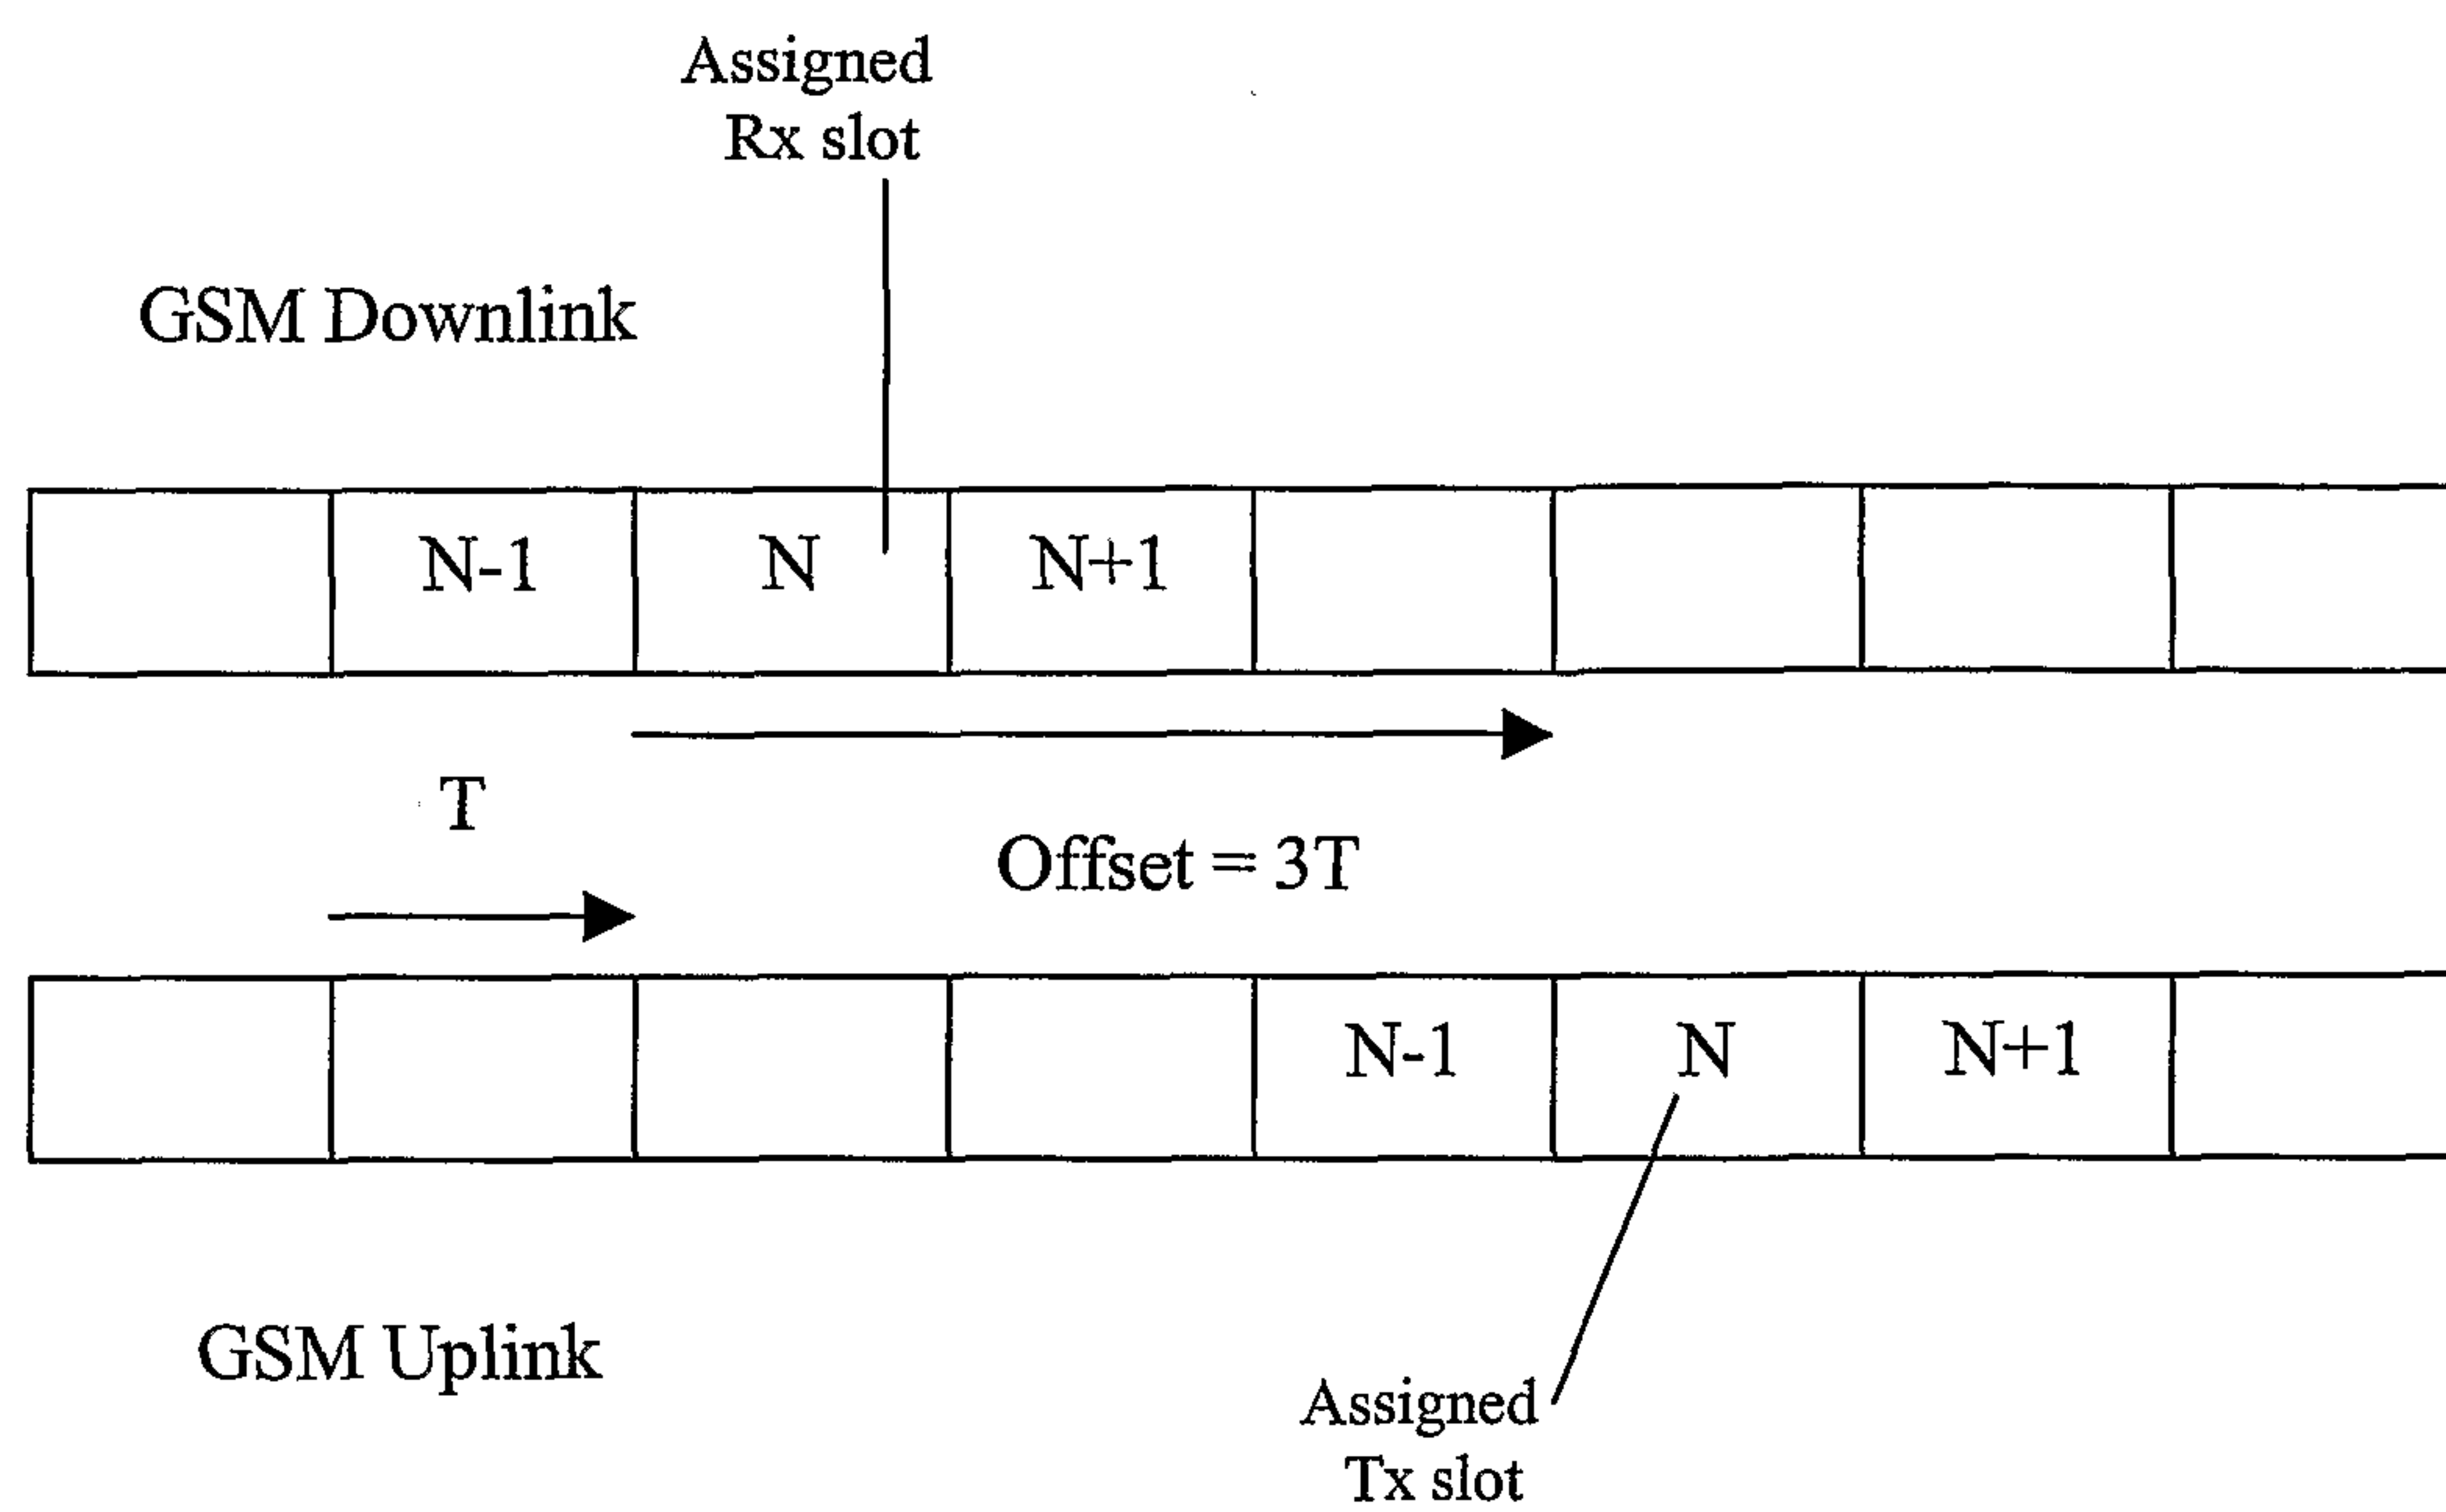 Assigned
Rx slot
GSM Downlink
N-1 N N+1
T
Offset = 3T
N-1 N N+1
GSM Uplink
Assigned
Tx slot